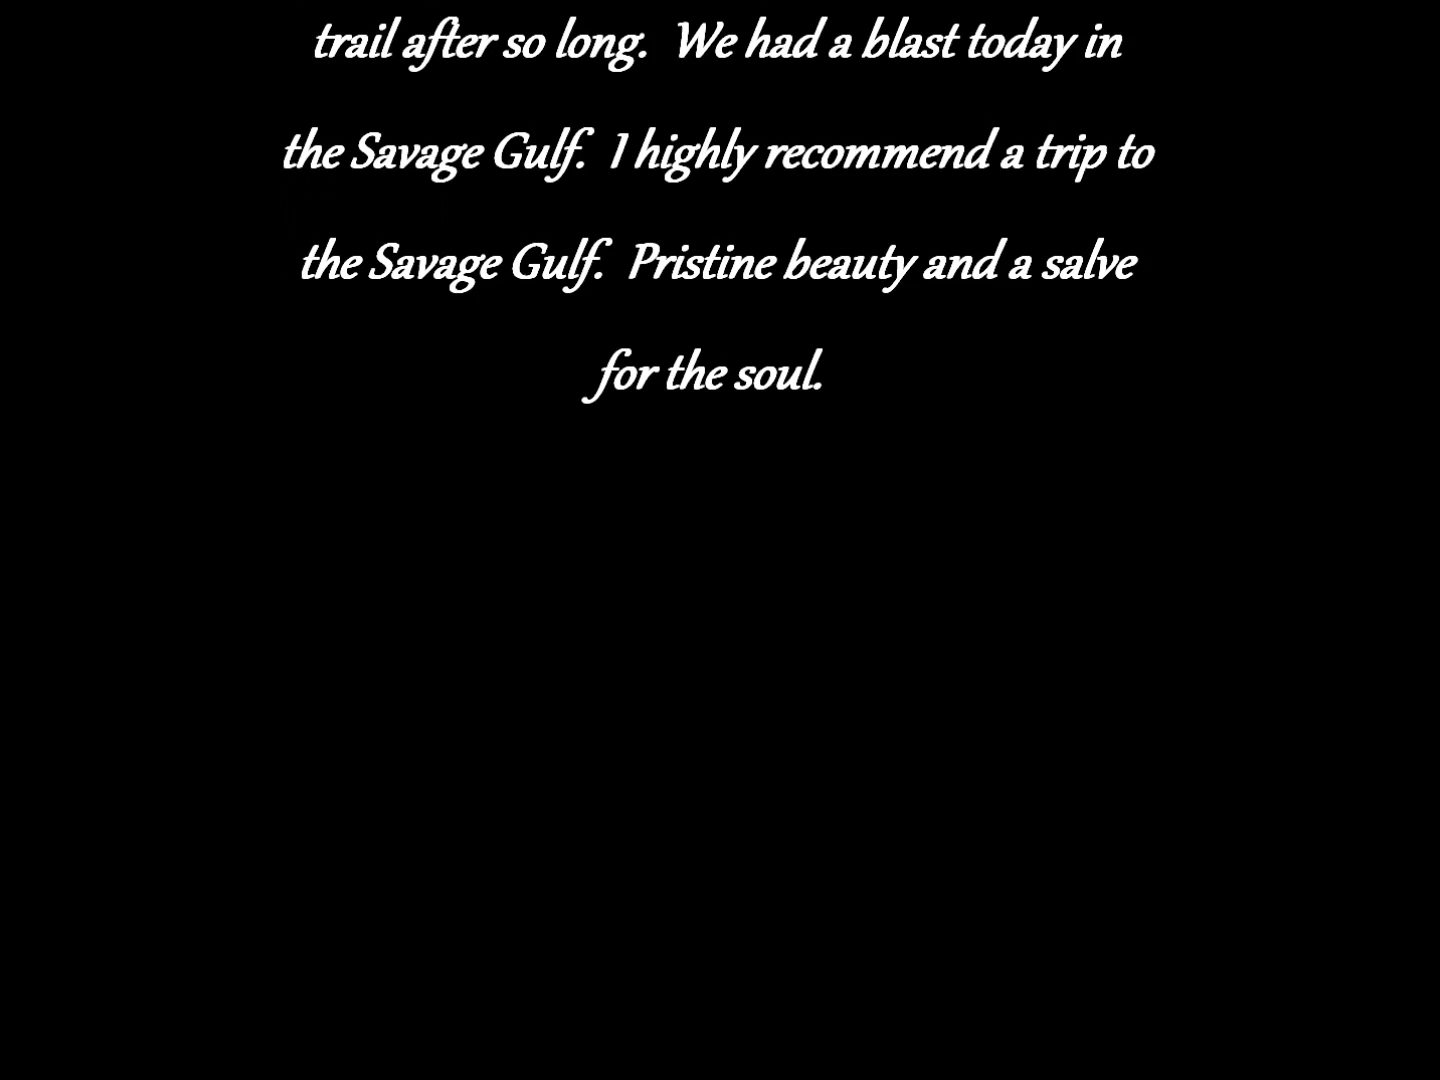 trail after so long. We had a blast today in
the Savage Gulf. I highly recommend a trip to
the Savage Gulf. Pristine beauty and a salve
for the soul.